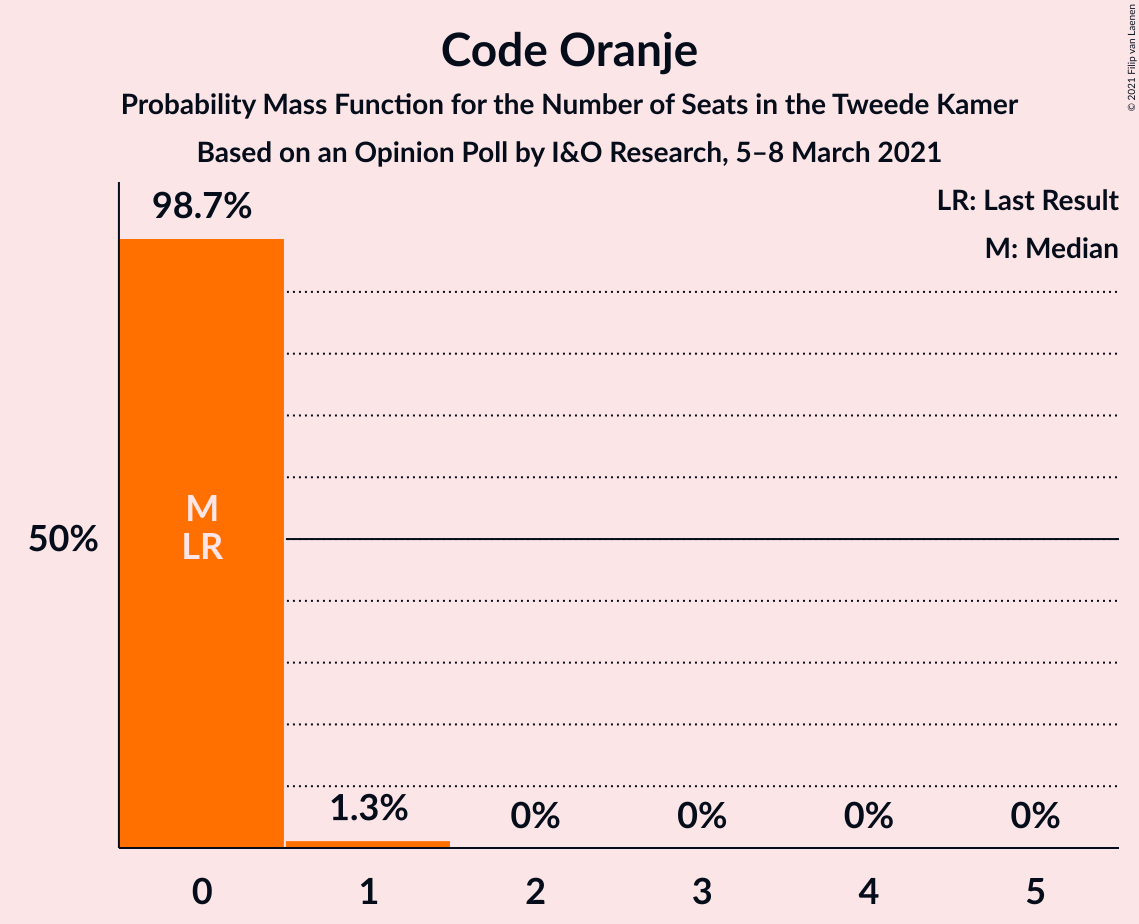 Code Oranje
Probability Mass Function for the Number of Seats in the Tweede Kamer
Based on an Opinion Poll by I&O Research, 5–8 March 2021
© 2021 Filip van Laenen
LR: Last Result
M: Median
98.7%
M
LR
50%
1.3%
0%
0%
0%
0%
0
1
2
3
4
5